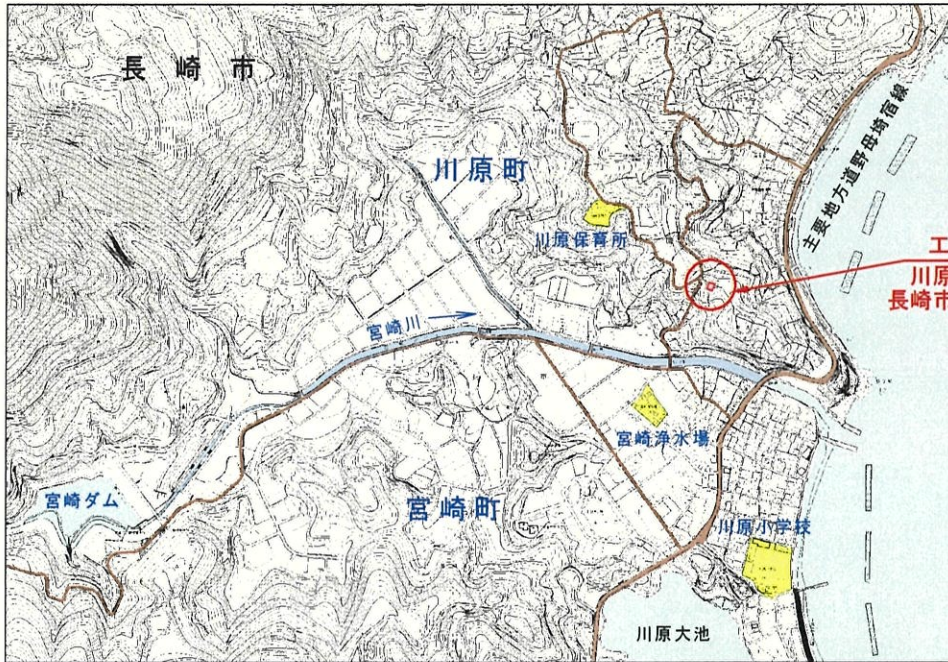 長崎市
川原町
主要地方道野母埼宿線
川原保育所
工
川原
長崎市
宮崎川
宮崎浄水場
宮崎ダム
宮崎町
川原小学校
川原大池